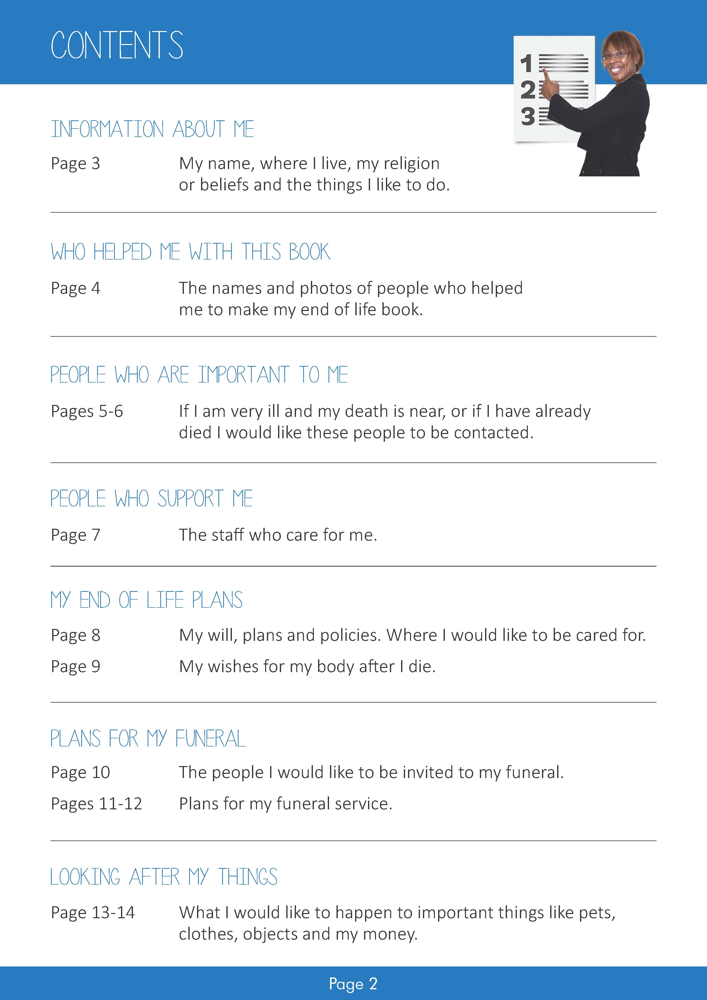 CONTENTS
1
2
3
INFORMATION ABOUT ME
Page 3 My name, where I live, my religion
or beliefs and the things I like to do.
WHO HELPED ME WITH THIS BOOK
Page 4 The names and photos of people who helped
me to make my end of life book.
PEOPLE WHO ARE IMPORTANT TO ME
Pages 5-6 If I am very ill and my death is near, or if I have already
died I would like these people to be contacted.
PEOPLE WHO SUPPORT ME
Page 7 The staff who care for me.
MY END OF LIFE PLANS
Page 8 My will, plans and policies. Where I would like to be cared for.
Page 9 My wishes for my body after I die.
PLANS FOR MY FUNERAL
Page 10 The people I would like to be invited to my funeral.
Pages 11-12 Plans for my funeral service.
LOOKING AFTER MY THINGS
Page 13-14 What I would like to happen to important things like pets,
clothes, objects and my money.
Page 2